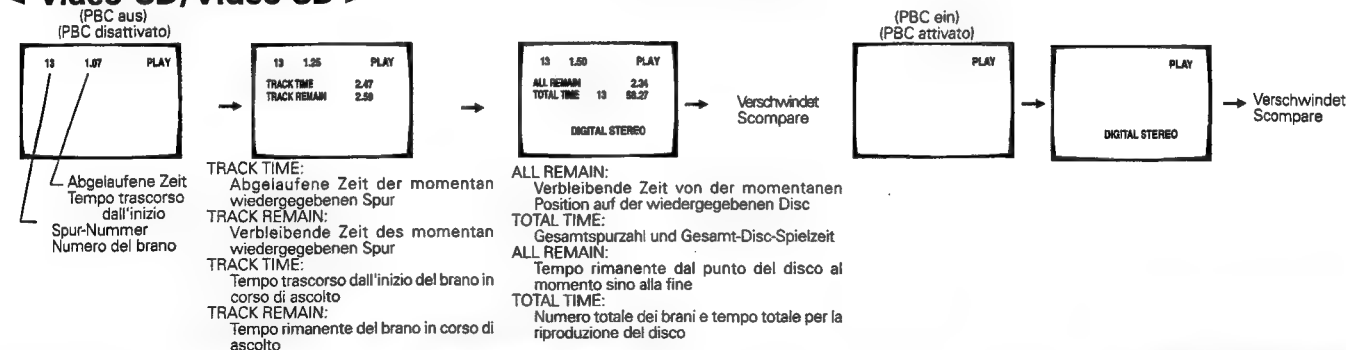 < Video-CD/Video CD >
(PBC aus)
(PBC disattivato)
13 1.07 PLAY
Abgelaufene Zeit
Tempo trascorso
dall'inizio
Spur-Nummer
Numero del brano
13 1.25 PLAY
TRACK TIME 2.47
TRACK REMAIN 2.59
TRACK TIME:
Abgelaufene Zeit der momentan
wiedergegebenen Spur
TRACK REMAIN:
Verbleibende Zeit des momentan
wiedergegebenen Spur
TRACK TIME:
Tempo trascorso dall'inizio del brano in
corso di ascolto
TRACK REMAIN:
Tempo rimanente del brano in corso di
ascolto
13 1.50 PLAY
ALL REMAIN 2.34
TOTAL TIME 13 58.27
DIGITAL STEREO
ALL REMAIN:
Verbleibende Zeit von der momentanen
Position auf der wiedergegebenen Disc
TOTAL TIME:
Gesamtspurzahl und Gesamt-Disc-Spielzeit
ALL REMAIN:
Tempo rimanente dal punto del disco al
momento sino alla fine
TOTAL TIME:
Numero totale dei brani e tempo totale per la
riproduzione del disco
Verschwindet
Scompare
(PBC ein)
(PBC attivato)
PLAY
PLAY
DIGITAL STEREO
Verschwindet
Scompare